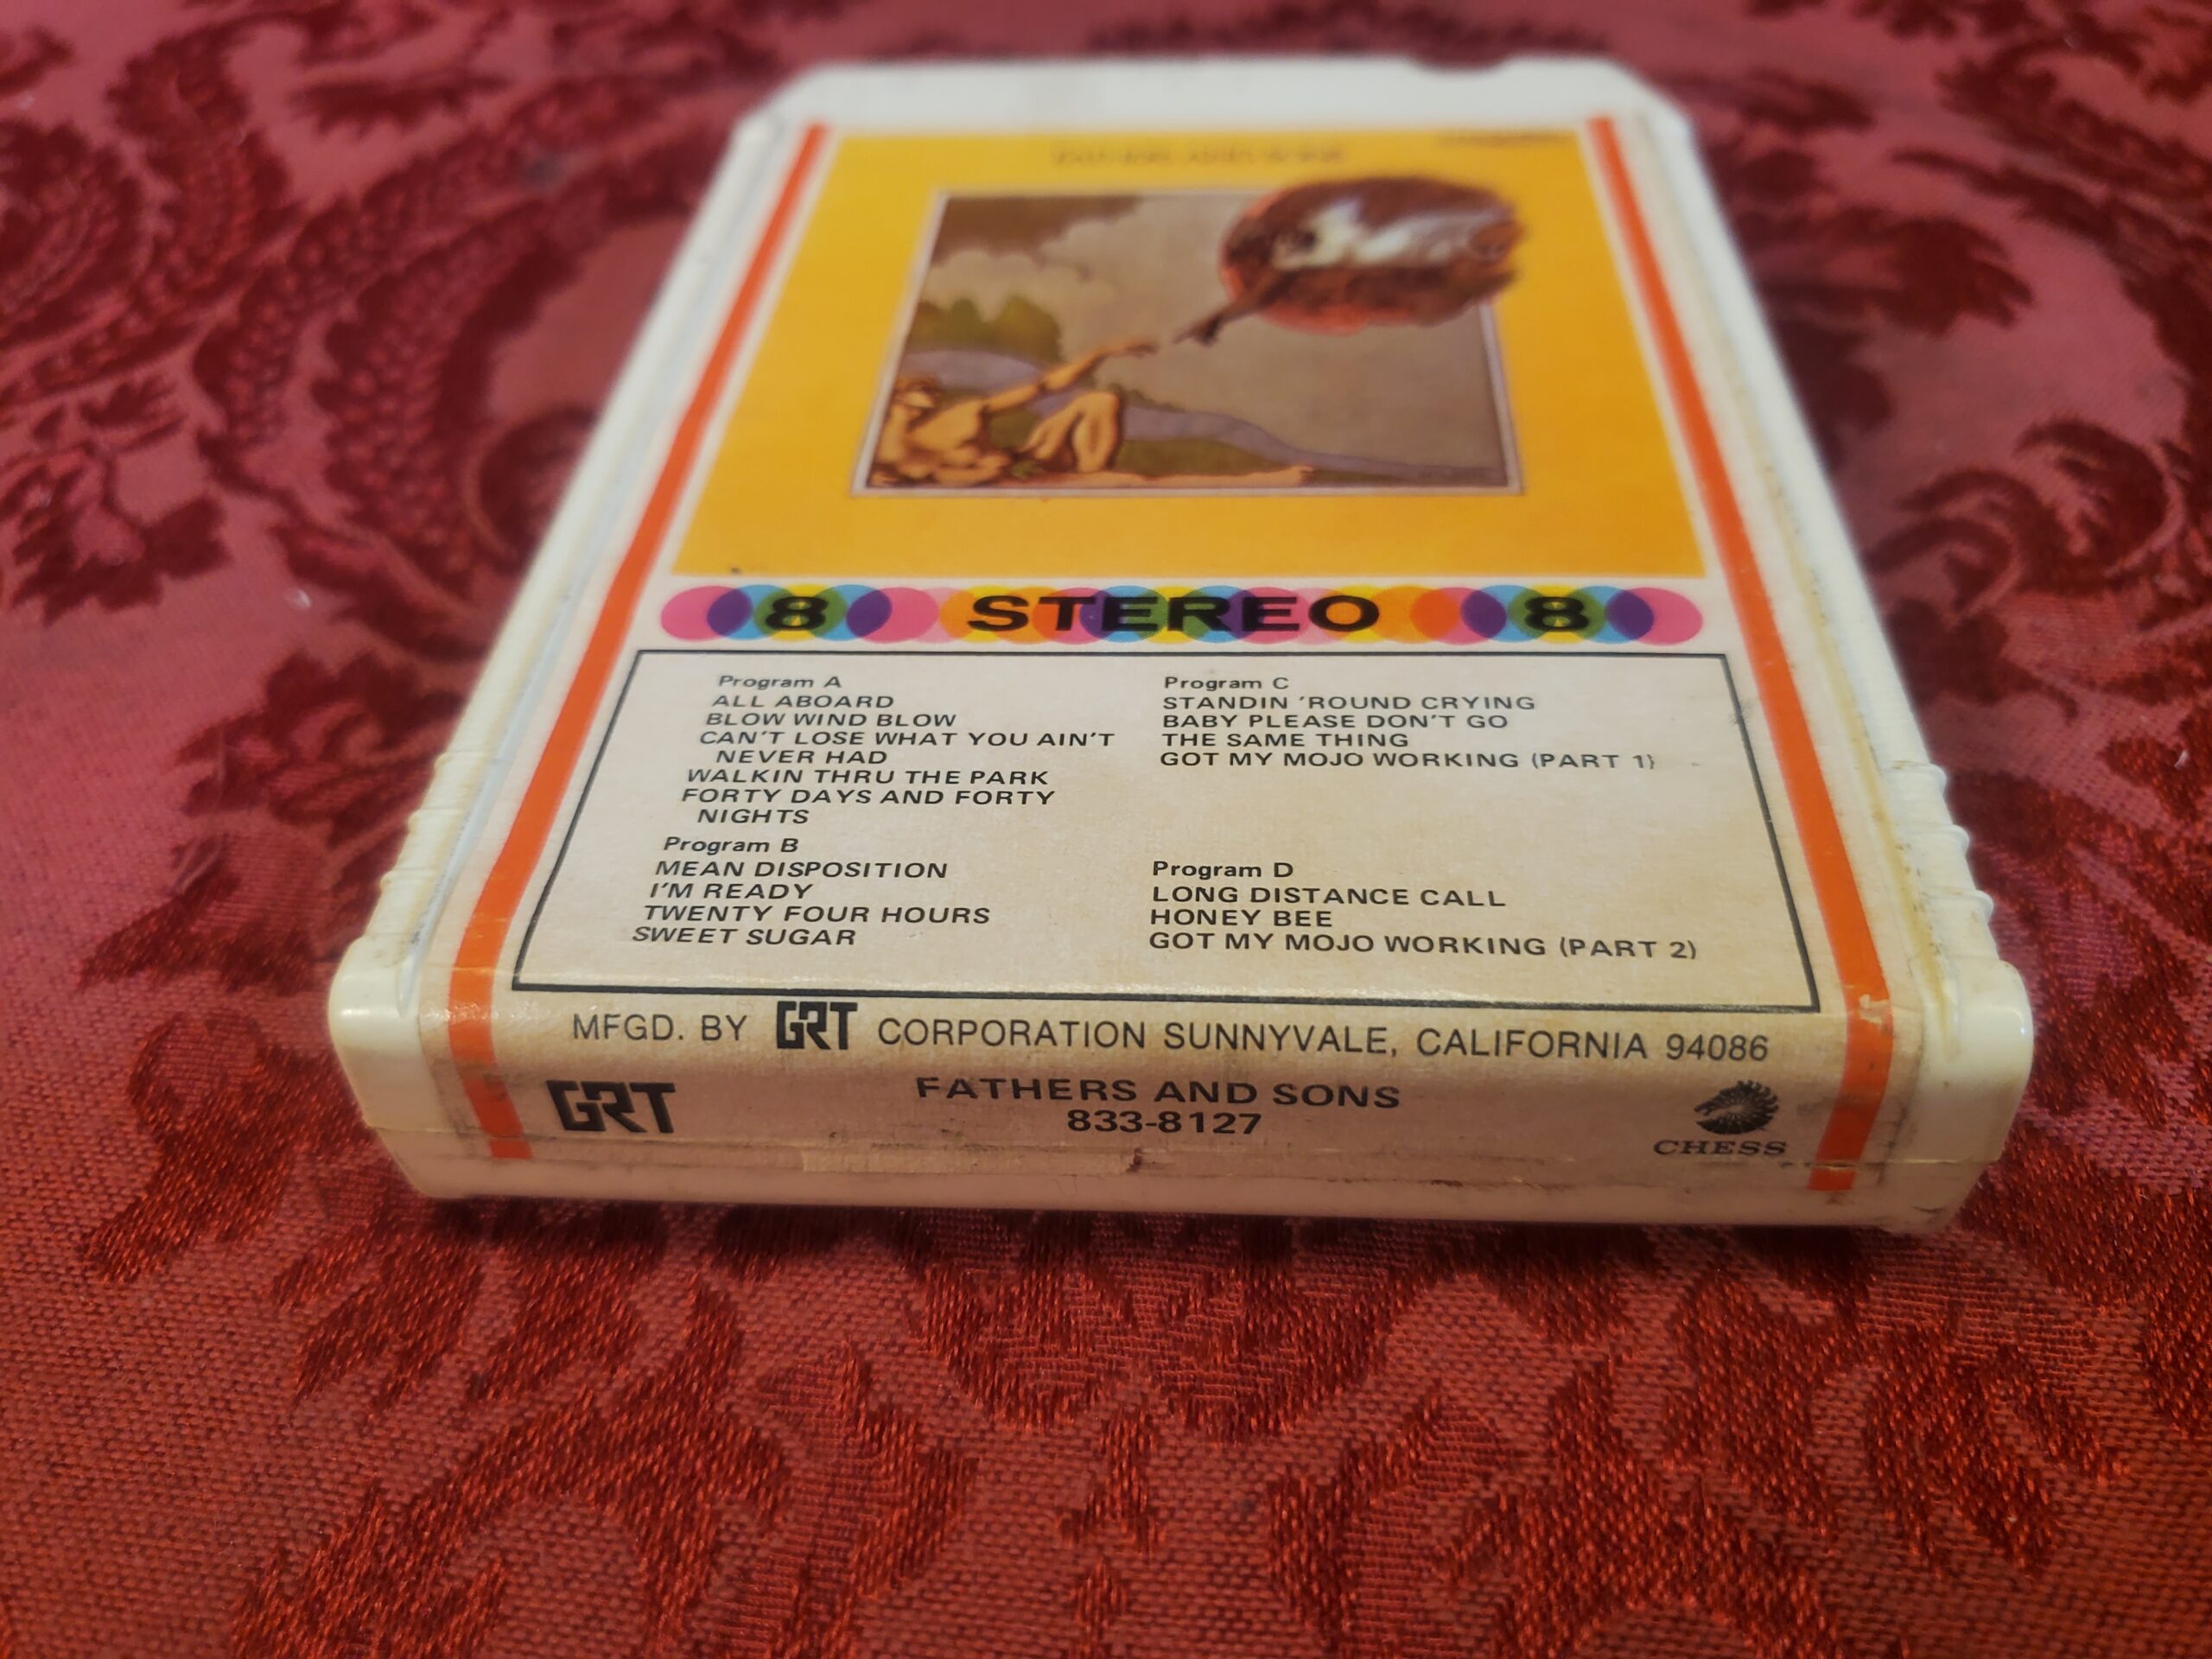 8 STEREO 8
Program A
ALL ABOARD
BLOW WIND BLOW
CAN'T LOSE WHAT YOU AIN'T
NEVER HAD
WALKIN THRU THE PARK
FORTY DAYS AND FORTY
NIGHTS
Program B
MEAN DISPOSITION
I'M READY
TWENTY FOUR HOURS
SWEET SUGAR
Program C
STANDIN 'ROUND CRYING
BABY PLEASE DON'T GO
THE SAME THING
GOT MY MOJO WORKING (PART 1)
Program D
LONG DISTANCE CALL
HONEY BEE
GOT MY MOJO WORKING (PART 2)
MFGD. BY GRT CORPORATION SUNNYVALE, CALIFORNIA 94086
GRT
FATHERS AND SONS
833-8127
CHESS